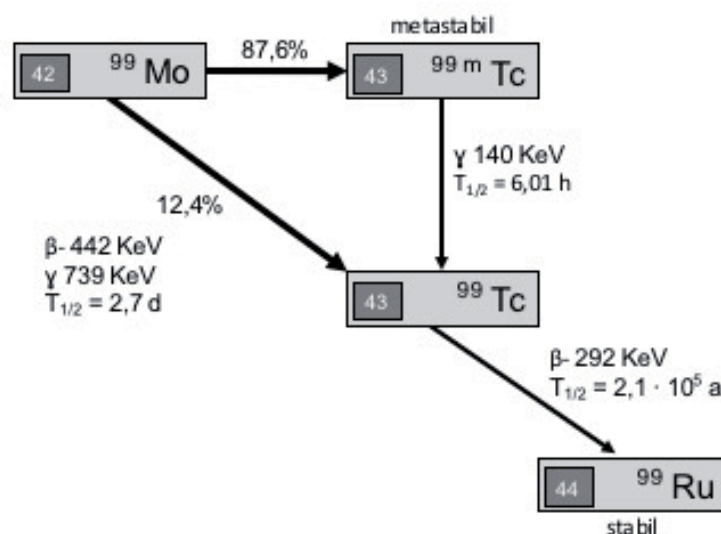 metastabil
42 ⁹⁹ Mo
87,6%
43 ⁹⁹ ᵐ Tc
γ 140 KeV
T₁/₂ = 6,01 h
12,4%
β- 442 KeV
γ 739 KeV
T₁/₂ = 2,7 d
43 ⁹⁹ Tc
β- 292 KeV
T₁/₂ = 2,1 · 10⁵ a
44 ⁹⁹ Ru
stabil